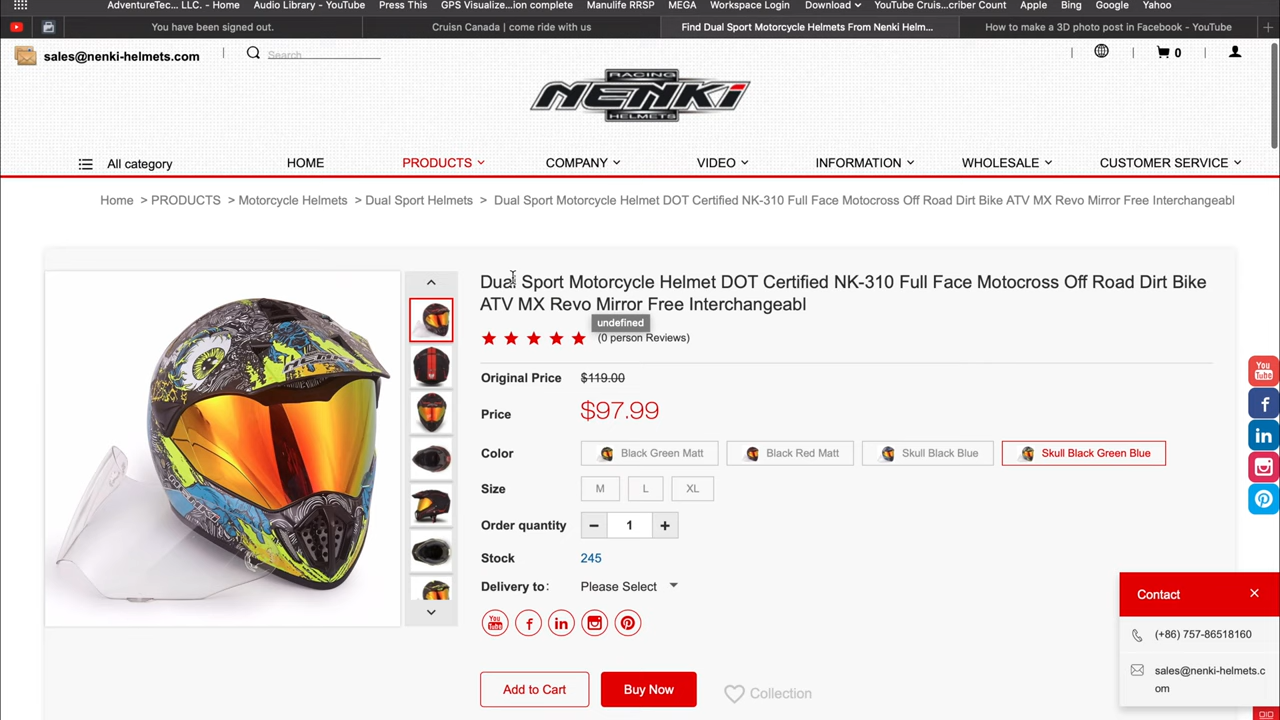 AdventureTec... LLC. - Home Audio Library - YouTube Press This GPS Visualize...ion complete Manulife RRSP MEGA Workspace Login Download YouTube Cruis...criber Count Apple Bing Google Yahoo
You have been signed out. Cruisn Canada | come ride with us Find Dual Sport Motorcycle Helmets From Nenki Helm... How to make a 3D photo post in Facebook - YouTube
sales@nenki-helmets.com Search 0
RACING
NENKI
HELMETS
All category HOME PRODUCTS COMPANY VIDEO INFORMATION WHOLESALE CUSTOMER SERVICE
Home > PRODUCTS > Motorcycle Helmets > Dual Sport Helmets > Dual Sport Motorcycle Helmet DOT Certified NK-310 Full Face Motocross Off Road Dirt Bike ATV MX Revo Mirror Free Interchangeabl
Dual Sport Motorcycle Helmet DOT Certified NK-310 Full Face Motocross Off Road Dirt Bike
ATV MX Revo Mirror Free Interchangeabl
undefined
(0 person Reviews)
Original Price $119.00
Price $97.99
Color Black Green Matt Black Red Matt Skull Black Blue Skull Black Green Blue
Size M L XL
Order quantity − 1 +
Stock 245
Delivery to: Please Select
Add to Cart Buy Now Collection
You Tube
Contact
(+86) 757-86518160
sales@nenki-helmets.c
om